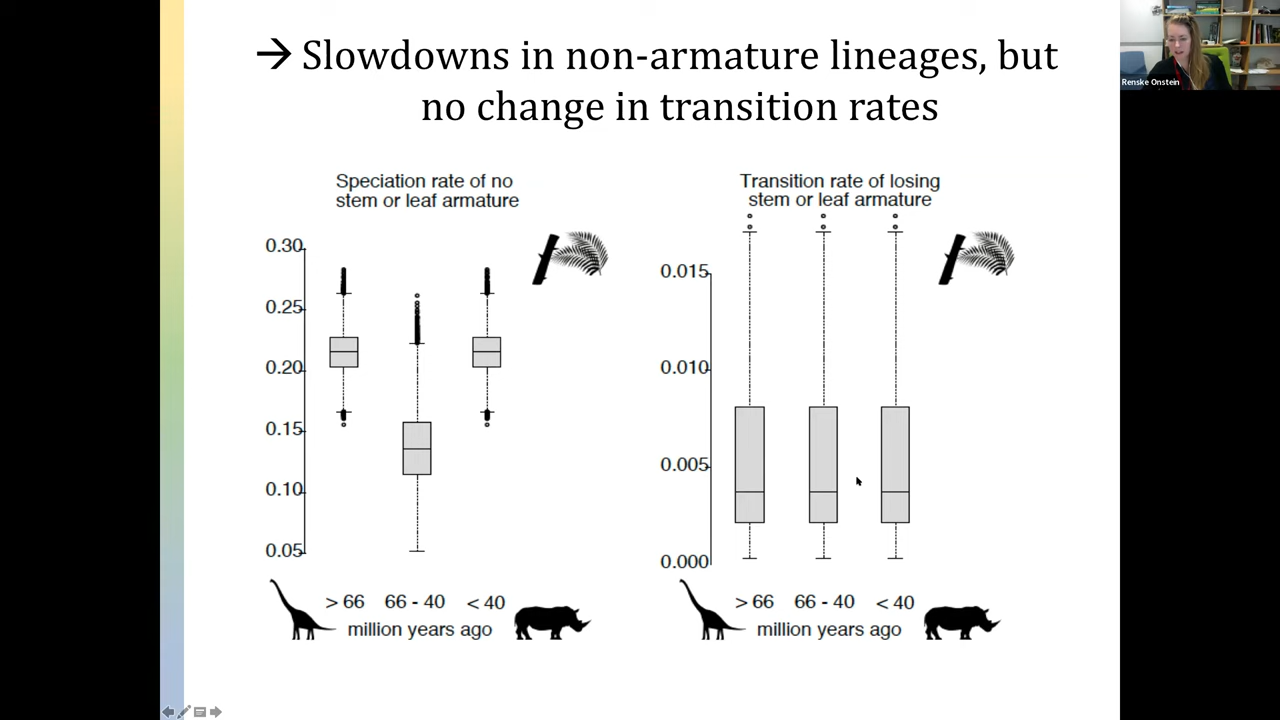 → Slowdowns in non-armature lineages, but
no change in transition rates
Renske Onstein
Speciation rate of no
stem or leaf armature
0.30
0.25
0.20
0.15
0.10
0.05
> 66 66 - 40 < 40
million years ago
Transition rate of losing
stem or leaf armature
0.015
0.010
0.005
0.000
> 66 66 - 40 < 40
million years ago